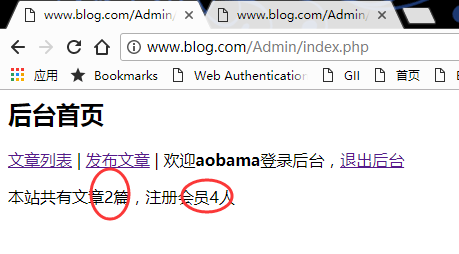 www.blog.com/Admin/in
www.blog.com/Admin/
www.blog.com/Admin/index.php
应用 Bookmarks Web Authentication GII 首页
后台首页
文章列表 | 发布文章 | 欢迎aobama登录后台，退出后台
本站共有文章2篇，注册会员4人